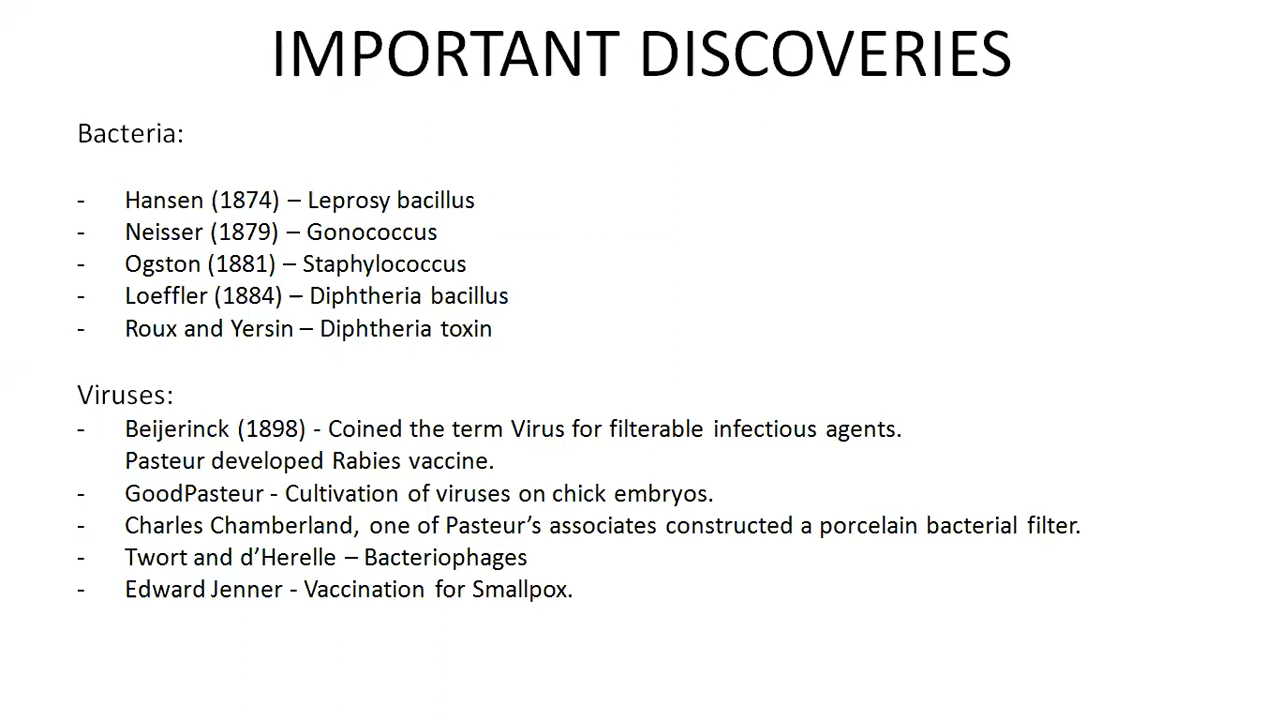 IMPORTANT DISCOVERIES
Bacteria:
- Hansen (1874) – Leprosy bacillus
- Neisser (1879) – Gonococcus
- Ogston (1881) – Staphylococcus
- Loeffler (1884) – Diphtheria bacillus
- Roux and Yersin – Diphtheria toxin
Viruses:
- Beijerinck (1898) - Coined the term Virus for filterable infectious agents.
Pasteur developed Rabies vaccine.
- GoodPasteur - Cultivation of viruses on chick embryos.
- Charles Chamberland, one of Pasteur’s associates constructed a porcelain bacterial filter.
- Twort and d’Herelle – Bacteriophages
- Edward Jenner - Vaccination for Smallpox.